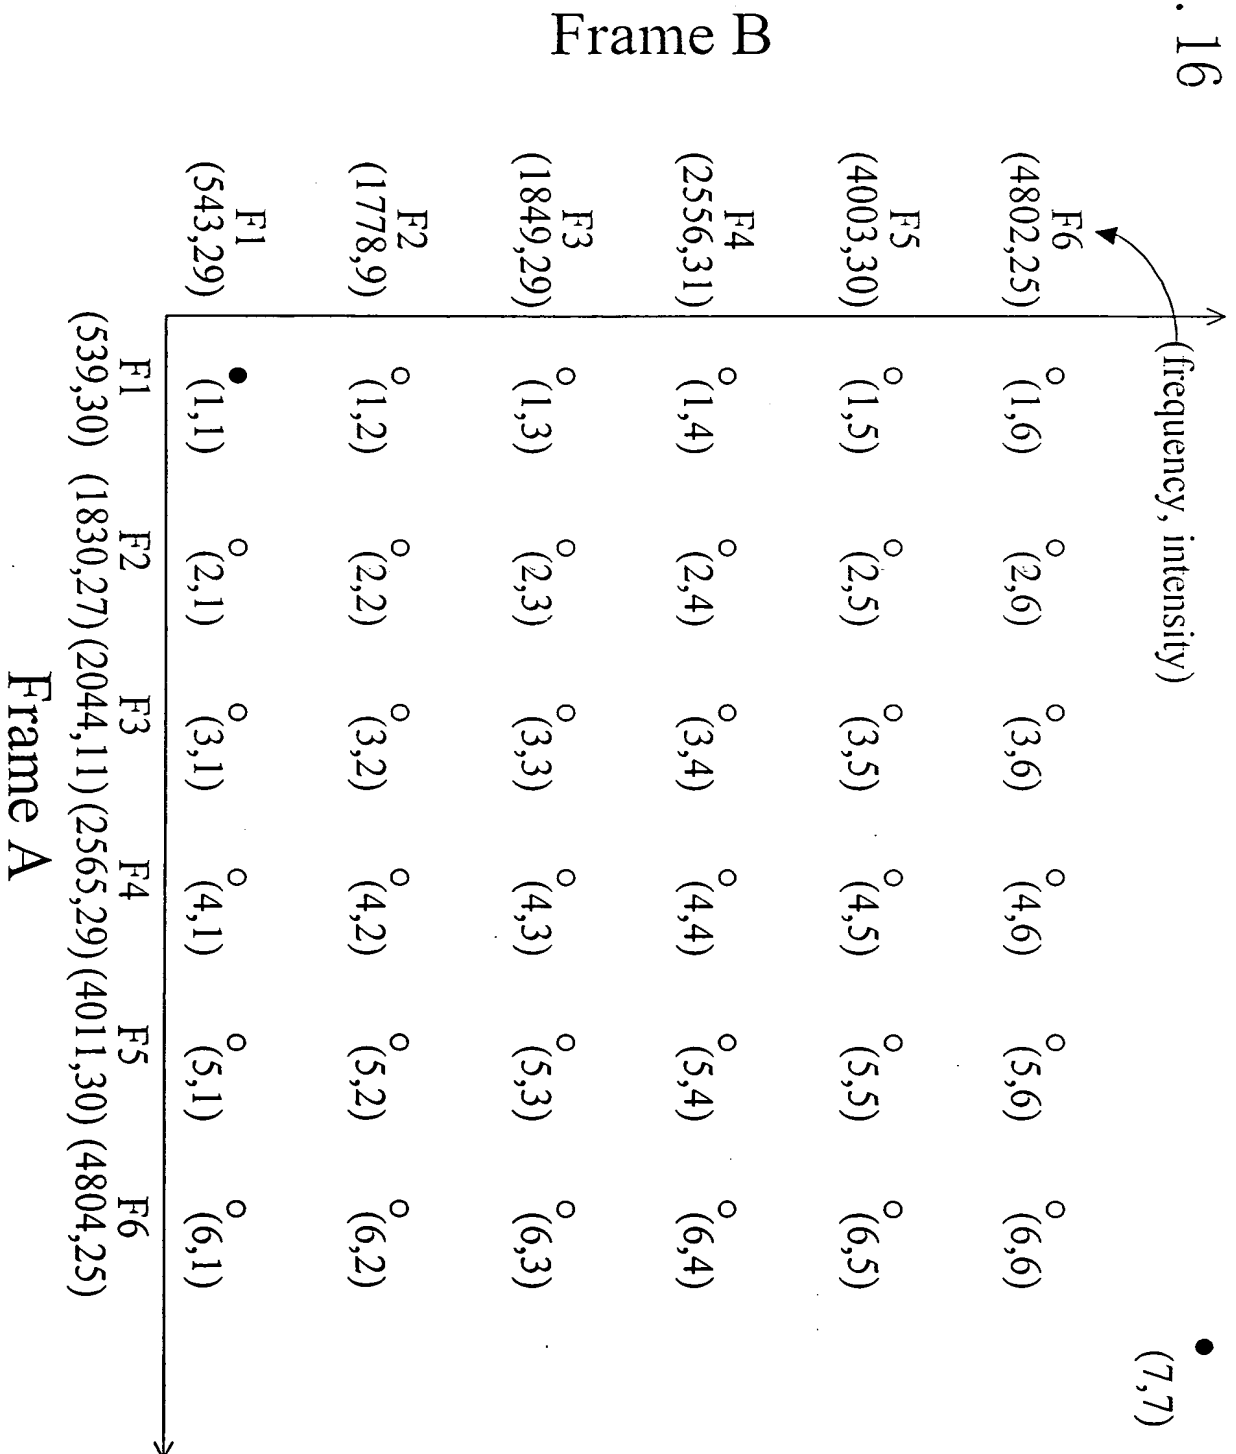 . 16
(frequency, intensity)
(7,7)
F6
(4802,25)
(1,6) (2,6) (3,6) (4,6) (5,6) (6,6)
F5
(4003,30)
(1,5) (2,5) (3,5) (4,5) (5,5) (6,5)
F4
(2556,31)
(1,4) (2,4) (3,4) (4,4) (5,4) (6,4)
F3
(1849,29)
(1,3) (2,3) (3,3) (4,3) (5,3) (6,3)
F2
(1778,9)
(1,2) (2,2) (3,2) (4,2) (5,2) (6,2)
F1
(543,29)
(1,1) (2,1) (3,1) (4,1) (5,1) (6,1)
Frame B
F1 F2 F3 F4 F5 F6
(539,30) (1830,27) (2044,11) (2565,29) (4011,30) (4804,25)
Frame A